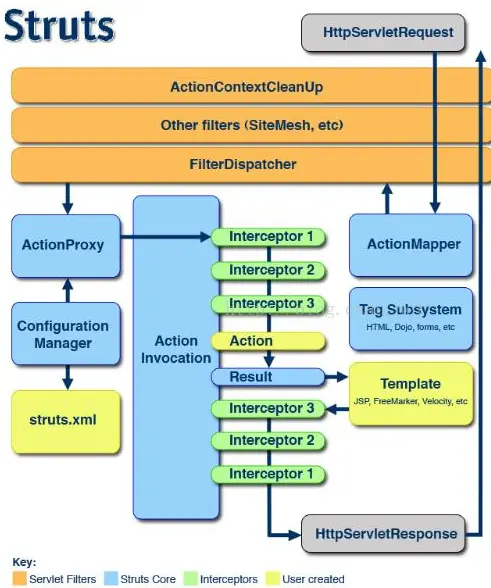 Struts
HttpServletRequest
ActionContextCleanUp
Other filters (SiteMesh, etc)
FilterDispatcher
ActionProxy
Interceptor 1
ActionMapper
Interceptor 2
Interceptor 3
Tag Subsystem
HTML, Dojo, forms, etc
Configuration
Manager
Action
Invocation
Action
Result
Template
JSP, FreeMarker, Velocity, etc
struts.xml
Interceptor 3
Interceptor 2
Interceptor 1
HttpServletResponse
Key:
Servlet Filters
Struts Core
Interceptors
User created